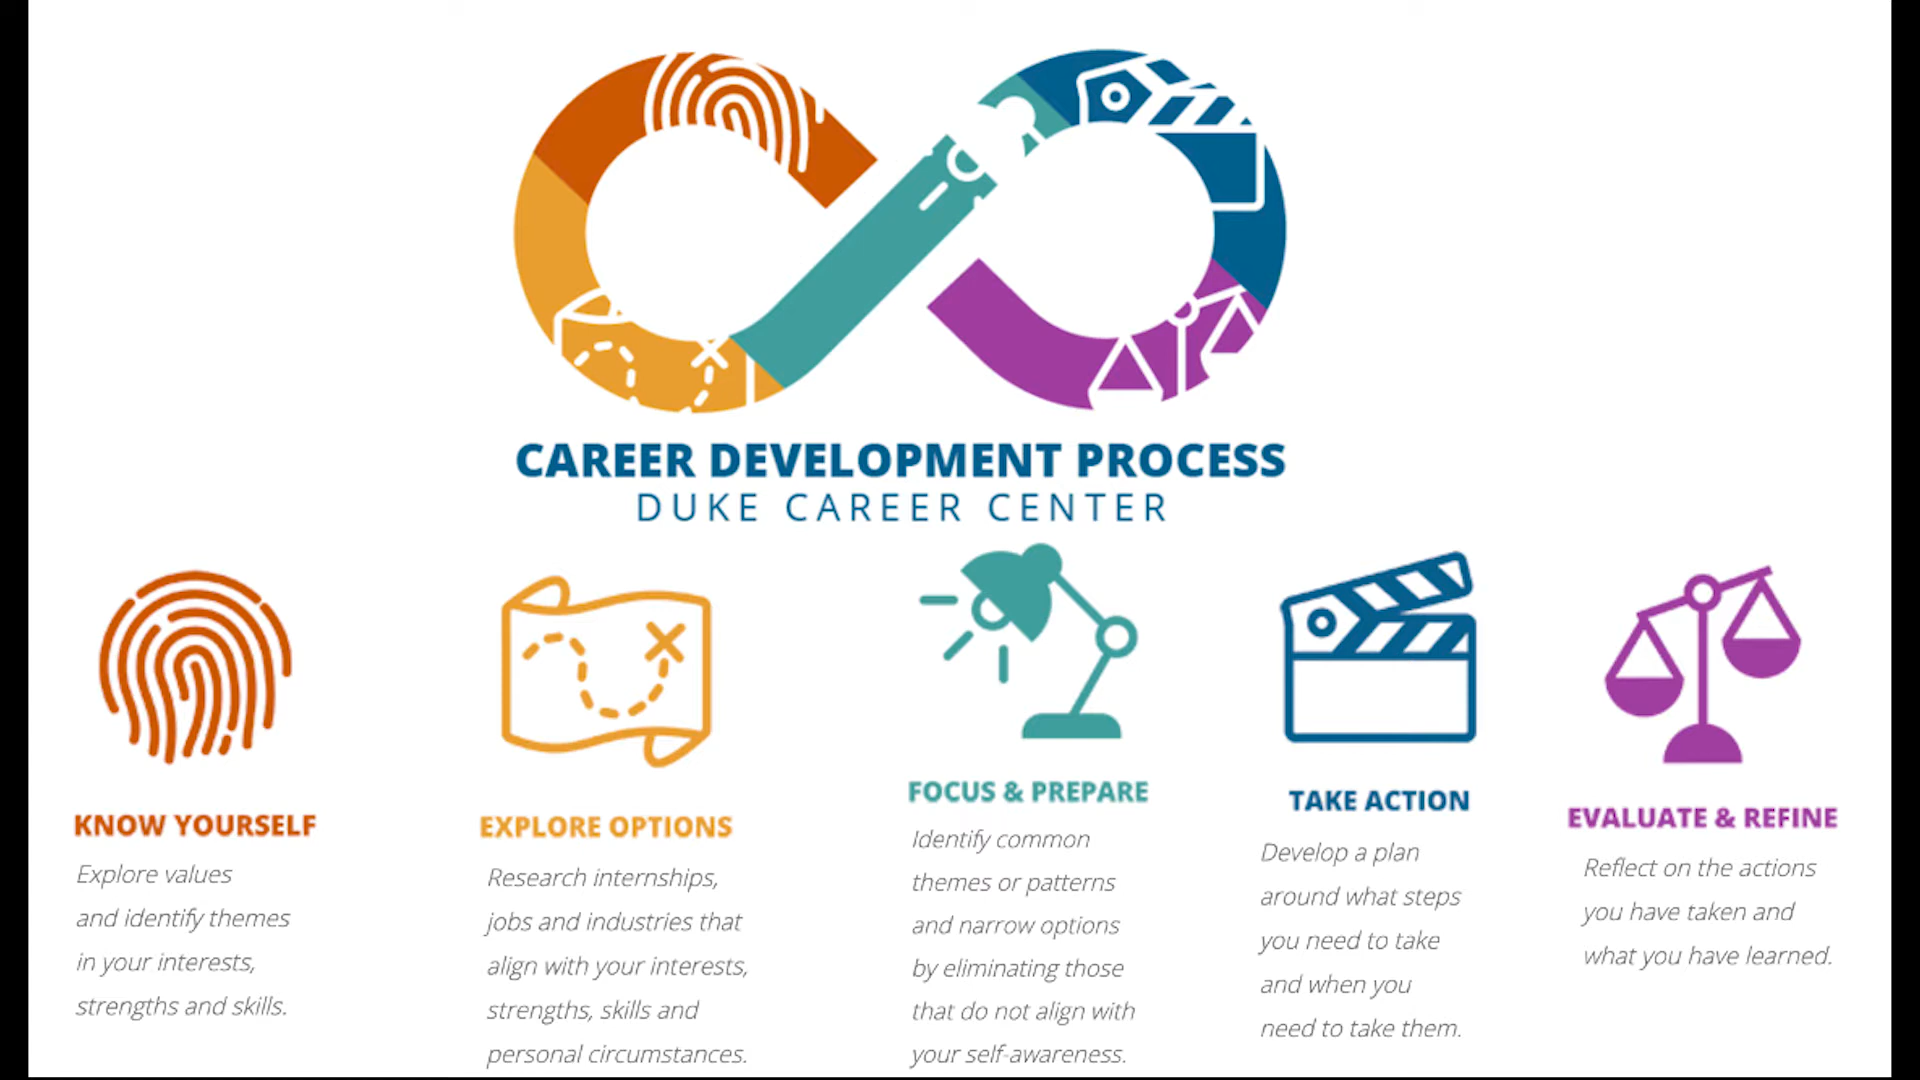 CAREER DEVELOPMENT PROCESS
DUKE CAREER CENTER
KNOW YOURSELF
Explore values
and identify themes
in your interests,
strengths and skills.
EXPLORE OPTIONS
Research internships,
jobs and industries that
align with your interests,
strengths, skills and
personal circumstances.
FOCUS & PREPARE
Identify common
themes or patterns
and narrow options
by eliminating those
that do not align with
your self-awareness.
TAKE ACTION
Develop a plan
around what steps
you need to take
and when you
need to take them.
EVALUATE & REFINE
Reflect on the actions
you have taken and
what you have learned.